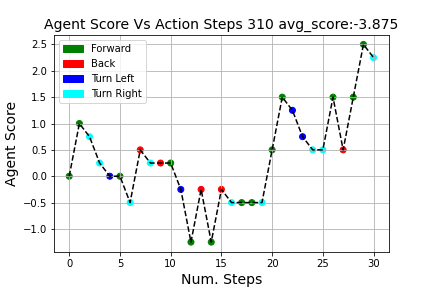 Agent Score Vs Action Steps 310 avg_score:-3.875
2.5
2.0
1.5
1.0
0.5
0.0
−0.5
−1.0
Forward
Back
Turn Left
Turn Right
Agent Score
0 5 10 15 20 25 30
Num. Steps